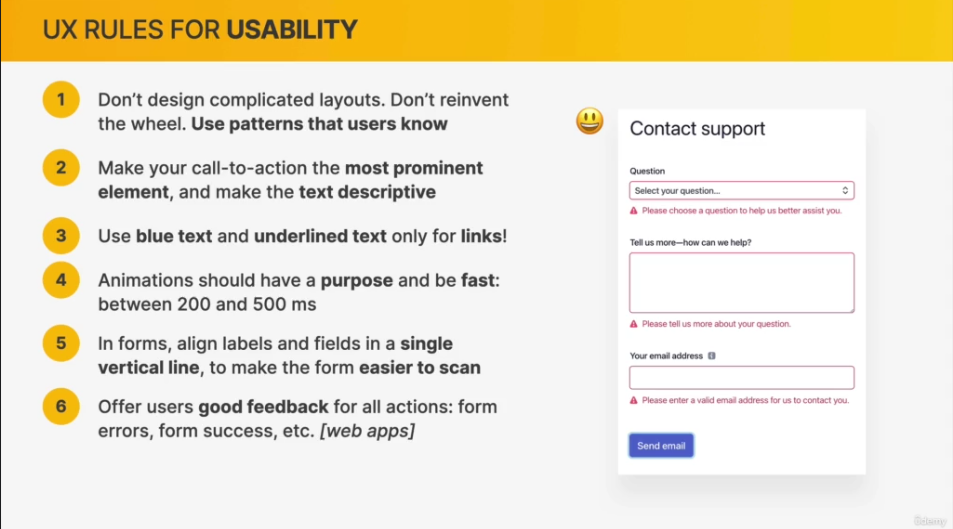 UX RULES FOR USABILITY
1
Don’t design complicated layouts. Don’t reinvent
the wheel. Use patterns that users know
2
Make your call-to-action the most prominent
element, and make the text descriptive
3
Use blue text and underlined text only for links!
4
Animations should have a purpose and be fast:
between 200 and 500 ms
5
In forms, align labels and fields in a single
vertical line, to make the form easier to scan
6
Offer users good feedback for all actions: form
errors, form success, etc. [web apps]
Contact support
Question
Select your question...
Please choose a question to help us better assist you.
Tell us more—how can we help?
Please tell us more about your question.
Your email address
Please enter a valid email address for us to contact you.
Send email
Udemy